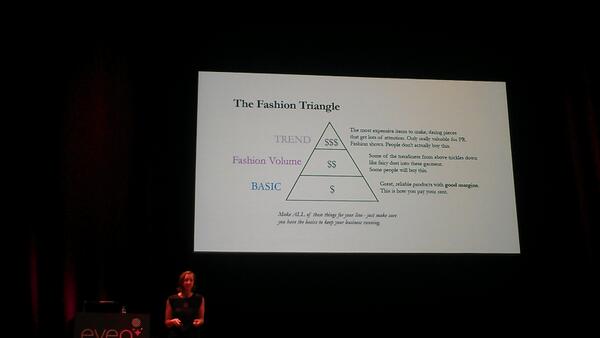 The Fashion Triangle
TREND
$$$
The most expensive items to make, daring pieces
that get lots of attention. Only really valuable for PR.
Fashion shows. People don't actually buy this.
Fashion Volume
$$
Some of the trendiness from above trickles down
like fairy dust into these garment.
Some people will buy this.
BASIC
$
Great, reliable products with good margins.
This is how you pay your rent.
Make ALL of these things for your line - just make sure
you have the basics to keep your business running.